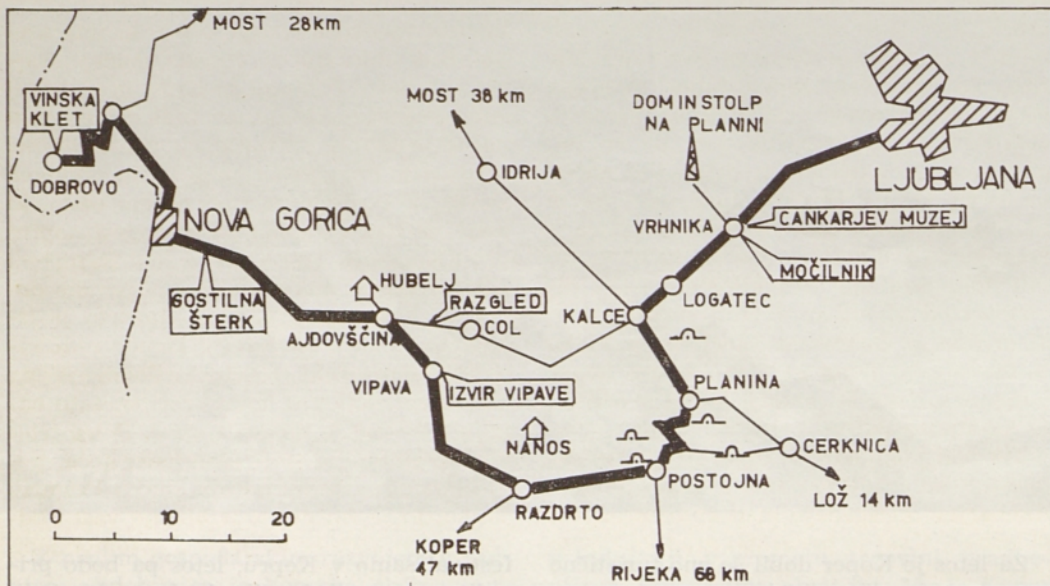 MOST 28km
VINSKA
KLET
DOBROVO
NOVA GORICA
GOSTILNA
ŠTERK
HUBELJ
RAZGLED
AJDOVŠČINA
COL
VIPAVA
IZVIR VIPAVE
NANOS
RAZDRTO
KOPER
47 km
MOST 38 km
IDRIJA
DOM IN STOLP
NA PLANINI
LJUBLJANA
VRHNIKA
CANKARJEV MUZEJ
MOČILNIK
LOGATEC
KALCE
PLANINA
CERKNICA
POSTOJNA
LOŽ 14 km
RIJEKA 66 km
0 10 20